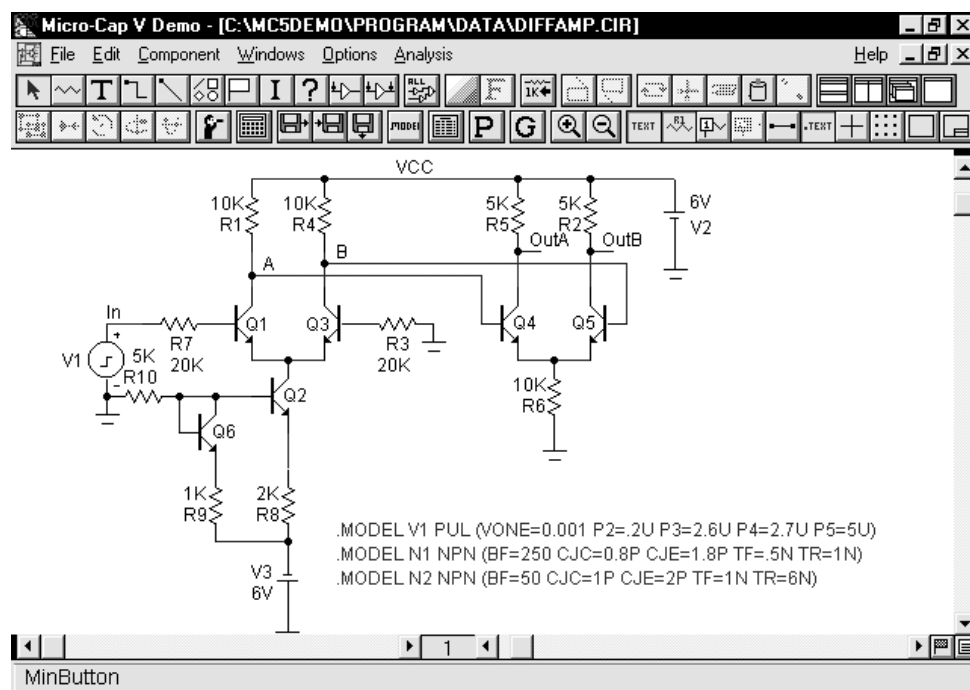 Micro-Cap V Demo - [C:\MC5DEMO\PROGRAM\DATA\DIFFAMP.CIR]
File Edit Component Windows Options Analysis Help
T I ? ALL F 1K
MODEL P G TEXT R1 .TEXT
VCC
10K
R1
10K
R4
5K
R5
5K
R2
6V
V2
OutA
OutB
A
B
In
Q1
Q3
Q4
Q5
R7
20K
R3
20K
V1
5K
R10
Q2
10K
R6
Q6
1K
R9
2K
R8
.MODEL V1 PUL (VONE=0.001 P2=.2U P3=2.6U P4=2.7U P5=5U)
.MODEL N1 NPN (BF=250 CJC=0.8P CJE=1.8P TF=.5N TR=1N)
.MODEL N2 NPN (BF=50 CJC=1P CJE=2P TF=1N TR=6N)
V3
6V
1
MinButton